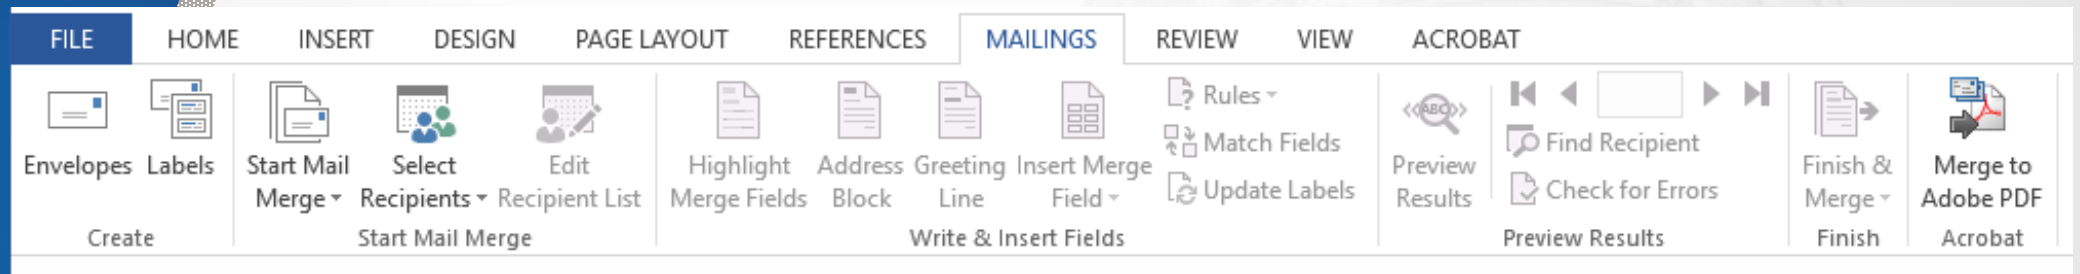 FILE HOME INSERT DESIGN PAGE LAYOUT REFERENCES MAILINGS REVIEW VIEW ACROBAT
Envelopes
Labels
Create
Start Mail
Merge
Select
Recipients
Edit
Recipient List
Start Mail Merge
Highlight
Merge Fields
Address
Block
Greeting
Line
Insert Merge
Field
Rules
Match Fields
Update Labels
Write & Insert Fields
«ABC»
Preview
Results
Find Recipient
Check for Errors
Preview Results
Finish &
Merge
Finish
Merge to
Adobe PDF
Acrobat